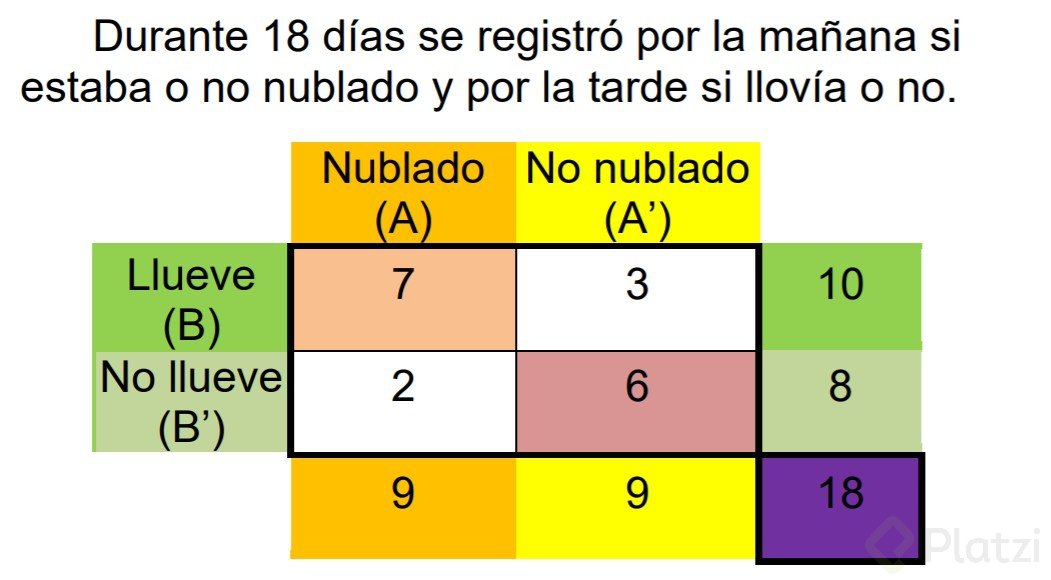 Durante 18 días se registró por la mañana si
estaba o no nublado y por la tarde si llovía o no.
Nublado No nublado
(A) (A’)
Llueve 7 3 10
(B)
No llueve 2 6 8
(B’)
9 9 18
Platzi